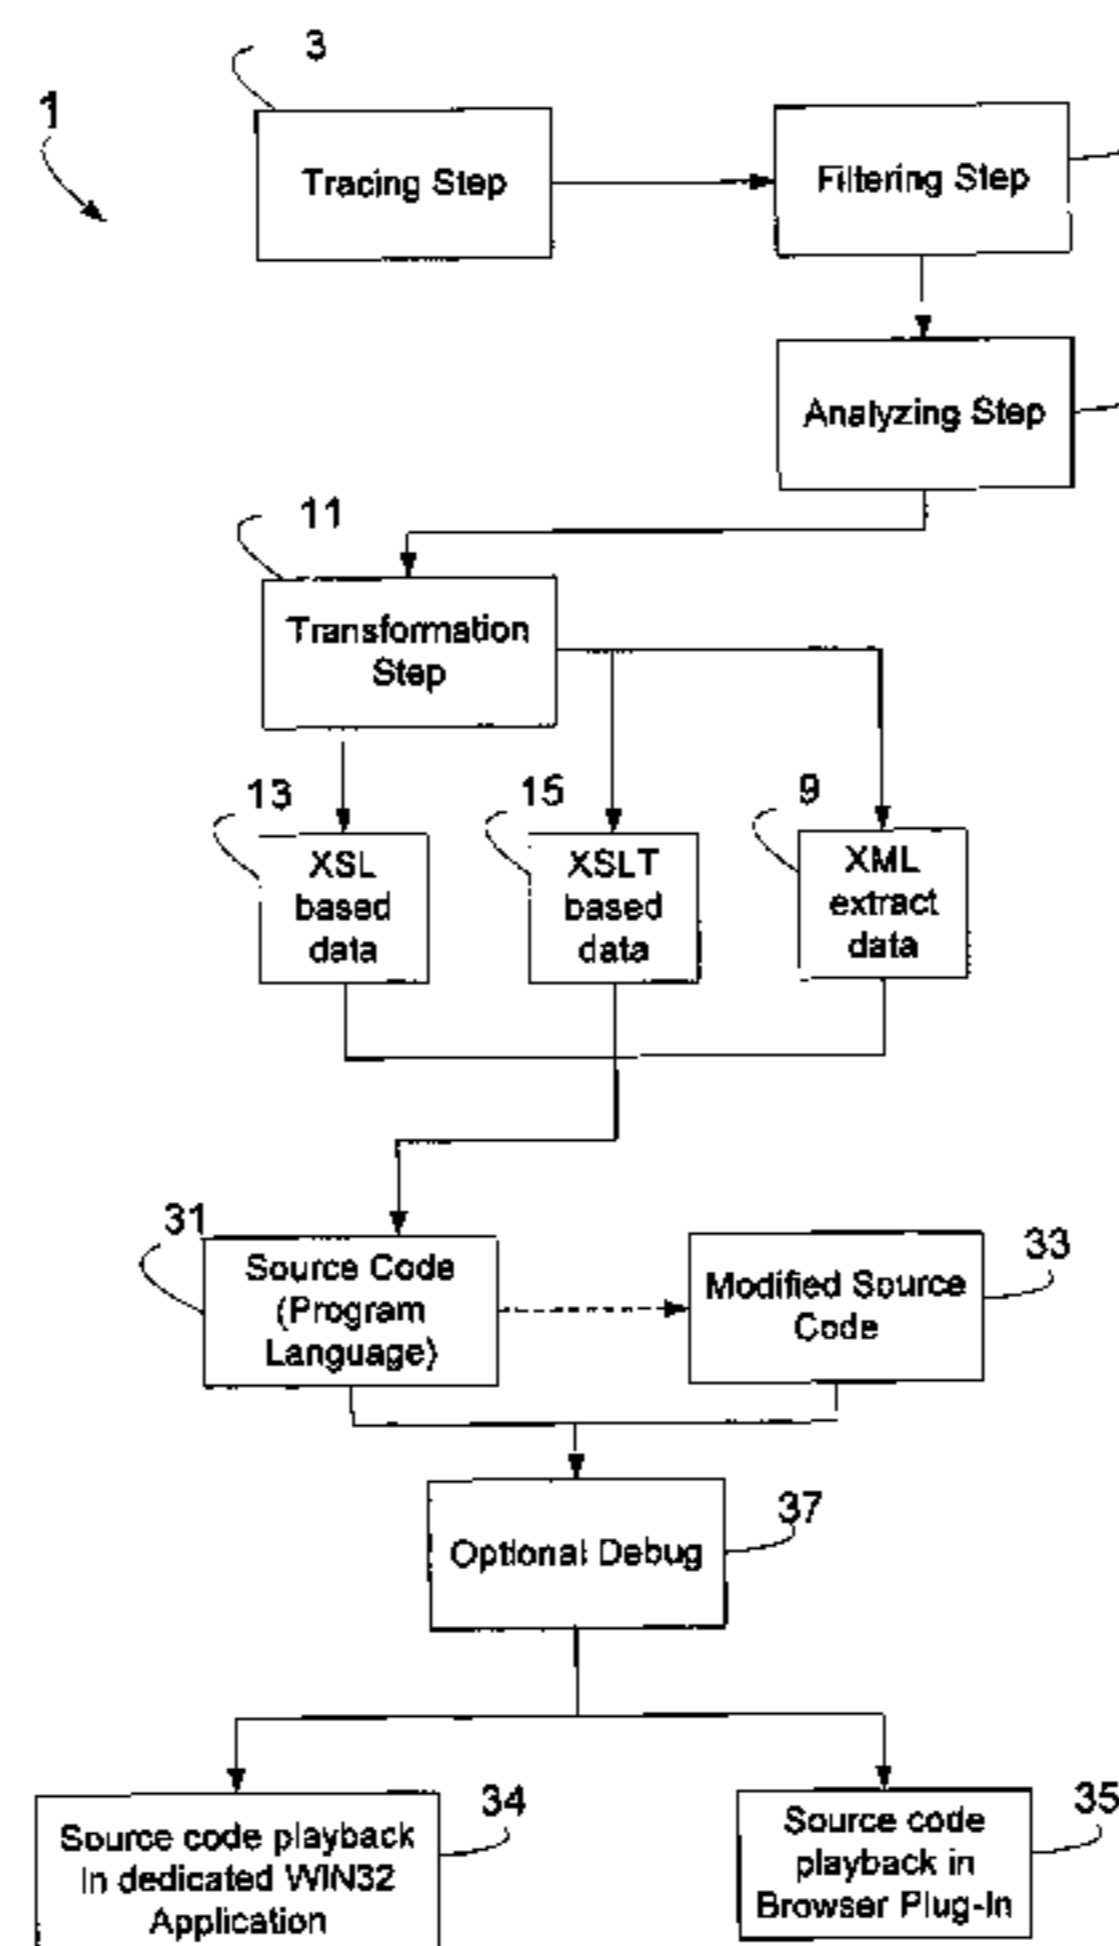 3
1
Tracing Step
Filtering Step
Analyzing Step
11
Transformation
Step
13
15
9
XSL
based
data
XSLT
based
data
XML
extract
data
31
Source Code
(Program
Language)
33
Modified Source
Code
37
Optional Debug
34
Source code playback
In dedicated WIN32
Application
35
Source code
playback in
Browser Plug-In